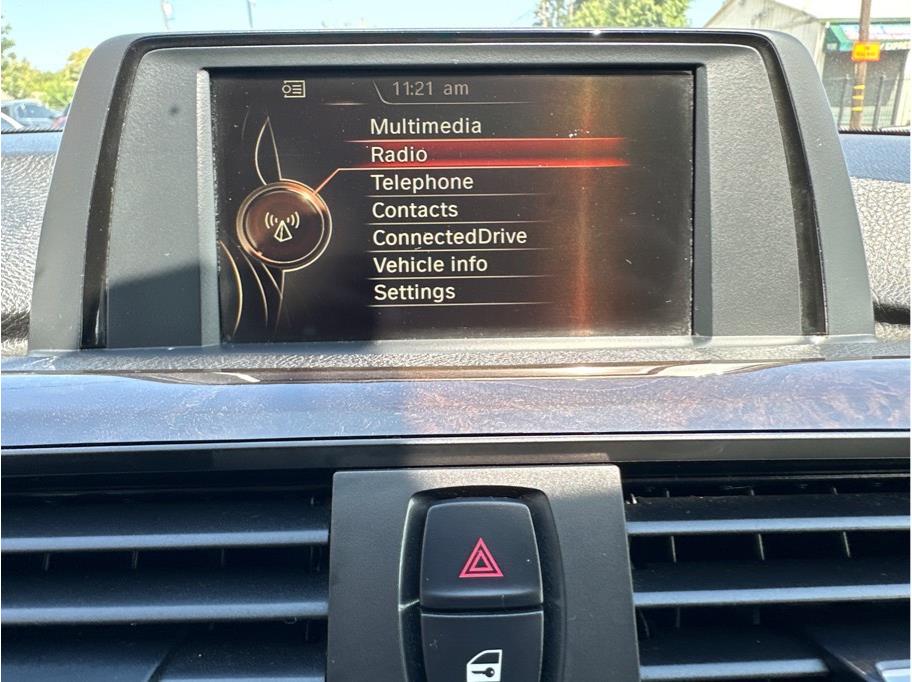 11:21 am
Multimedia
Radio
Telephone
Contacts
ConnectedDrive
Vehicle info
Settings